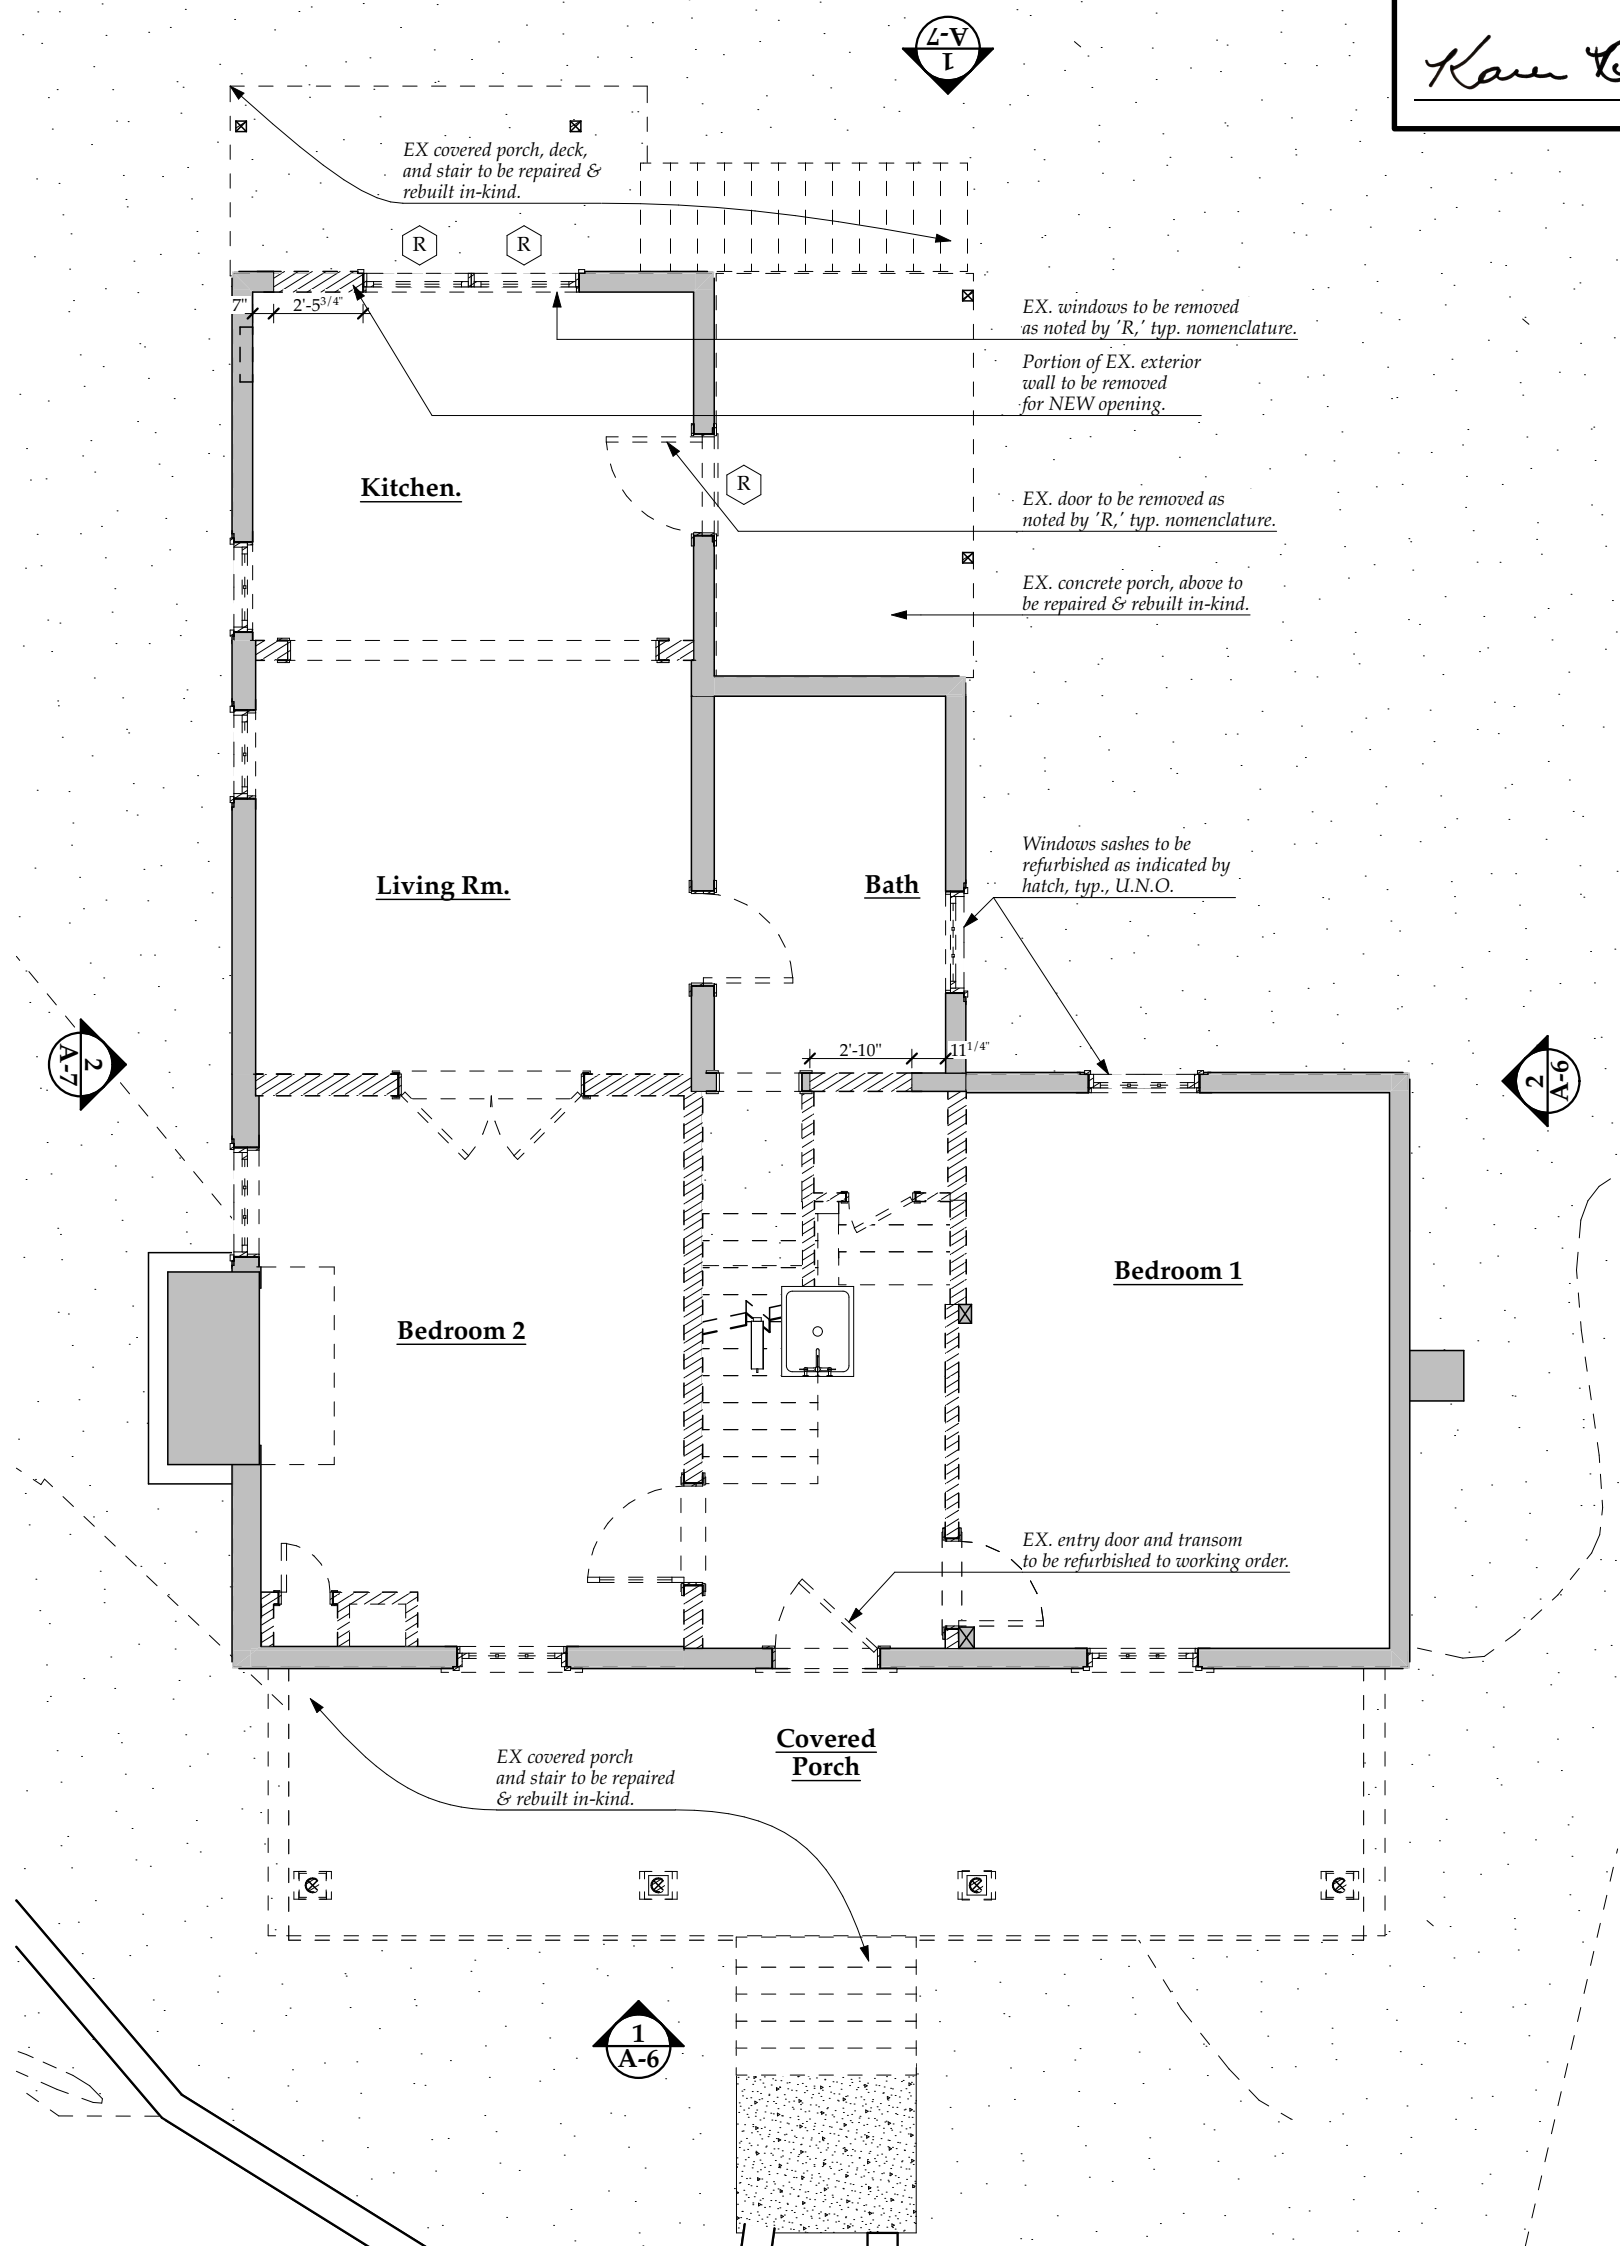 1
A-7
Karen
EX covered porch, deck,
and stair to be repaired &
rebuilt in-kind.
R
R
7"
2'-5 3/4"
EX. windows to be removed
as noted by 'R,' typ. nomenclature.
Portion of EX. exterior
wall to be removed
for NEW opening.
Kitchen.
R
EX. door to be removed as
noted by 'R,' typ. nomenclature.
EX. concrete porch, above to
be repaired & rebuilt in-kind.
Windows sashes to be
refurbished as indicated by
hatch, typ., U.N.O.
Living Rm.
Bath
2
A-7
2'-10"
11 1/4"
2
A-6
Bedroom 1
Bedroom 2
EX. entry door and transom
to be refurbished to working order.
Covered
Porch
EX covered porch
and stair to be repaired
& rebuilt in-kind.
1
A-6